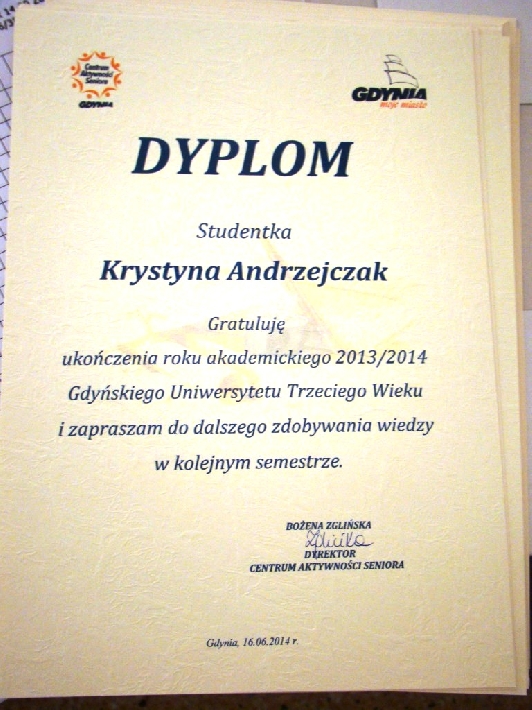 Centrum
Aktywności
Seniora
GDYNIA
GDYNIA
moje miasto
DYPLOM
Studentka
Krystyna Andrzejczak
Gratuluję
ukończenia roku akademickiego 2013/2014
Gdyńskiego Uniwersytetu Trzeciego Wieku
i zapraszam do dalszego zdobywania wiedzy
w kolejnym semestrze.
BOŻENA ZGLIŃSKA
DYREKTOR
CENTRUM AKTYWNOŚCI SENIORA
Gdynia, 16.06.2014 r.